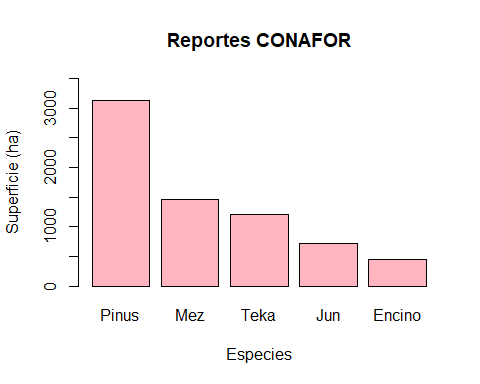 Reportes CONAFOR
Superficie (ha)
3000
2000
1000
0
Pinus Mez Teka Jun Encino
Especies